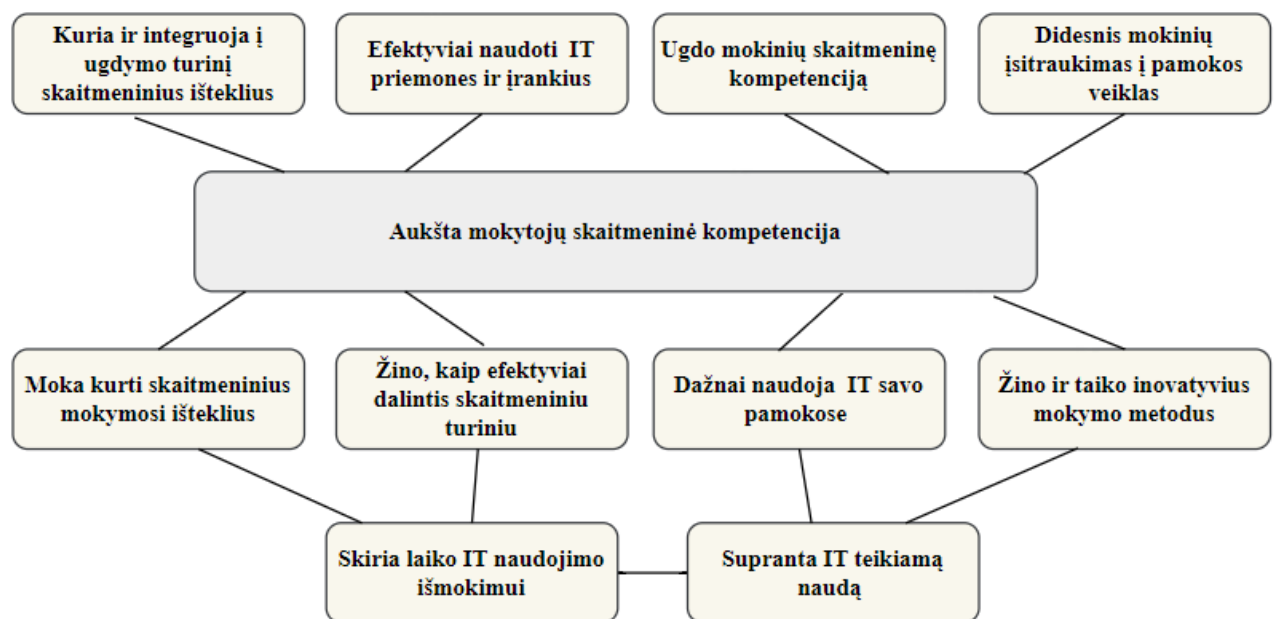 Kuria ir integruoja į
ugdymo turinį
skaitmeninius išteklius
Efektyviai naudoti IT
priemones ir įrankius
Ugdo mokinių skaitmeninę
kompetenciją
Didesnis mokinių
įsitraukimas į pamokos
veiklas
Aukšta mokytojų skaitmeninė kompetencija
Moka kurti skaitmeninius
mokymosi išteklius
Žino, kaip efektyviai
dalintis skaitmeniniu
turiniu
Dažnai naudoja IT savo
pamokose
Žino ir taiko inovatyvius
mokymo metodus
Skiria laiko IT naudojimo
išmokimui
Supranta IT teikiamą
naudą